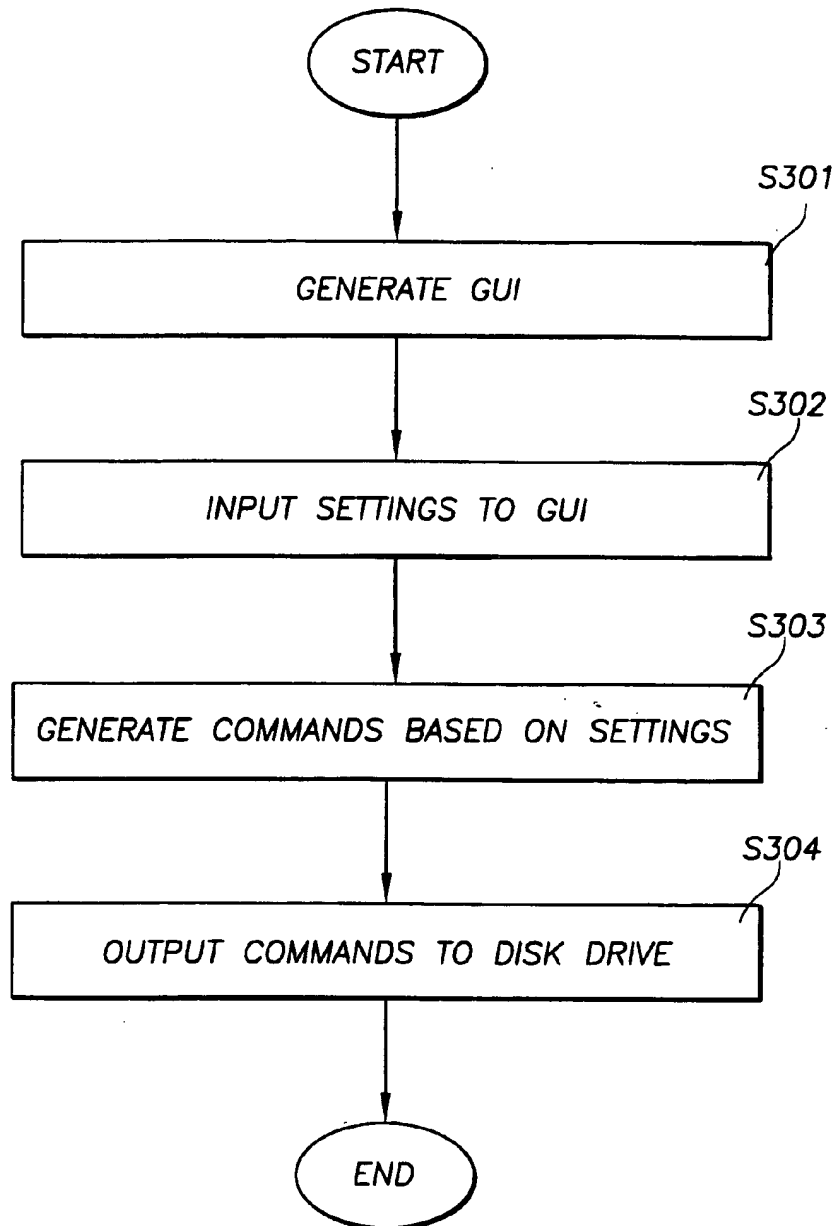 START
S301
GENERATE GUI
S302
INPUT SETTINGS TO GUI
S303
GENERATE COMMANDS BASED ON SETTINGS
S304
OUTPUT COMMANDS TO DISK DRIVE
END